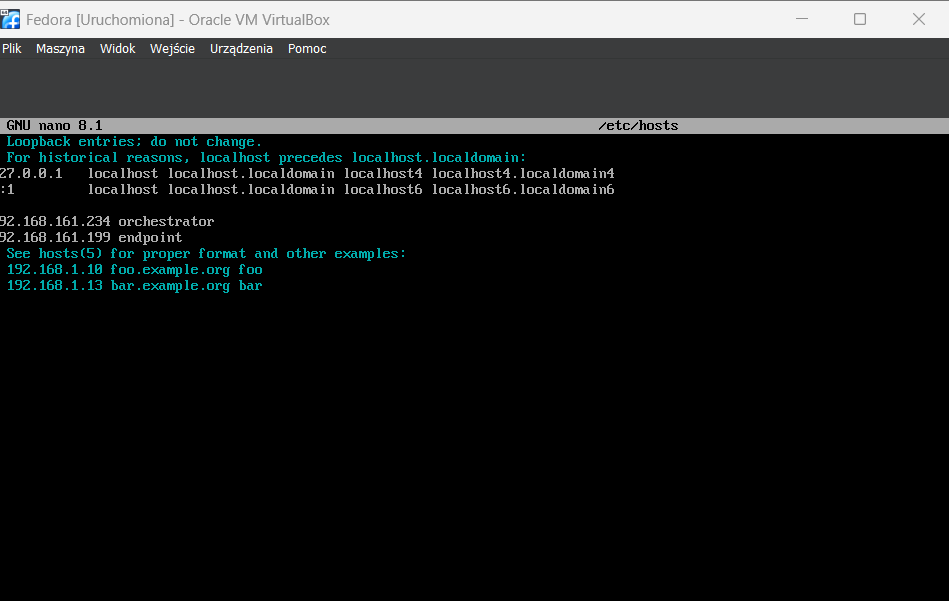 Fedora [Uruchomiona] - Oracle VM VirtualBox
Plik Maszyna Widok Wejście Urządzenia Pomoc
GNU nano 8.1 /etc/hosts
Loopback entries; do not change.
For historical reasons, localhost precedes localhost.localdomain:
27.0.0.1 localhost localhost.localdomain localhost4 localhost4.localdomain4
:1 localhost localhost.localdomain localhost6 localhost6.localdomain6
92.168.161.234 orchestrator
92.168.161.199 endpoint
See hosts(5) for proper format and other examples:
192.168.1.10 foo.example.org foo
192.168.1.13 bar.example.org bar